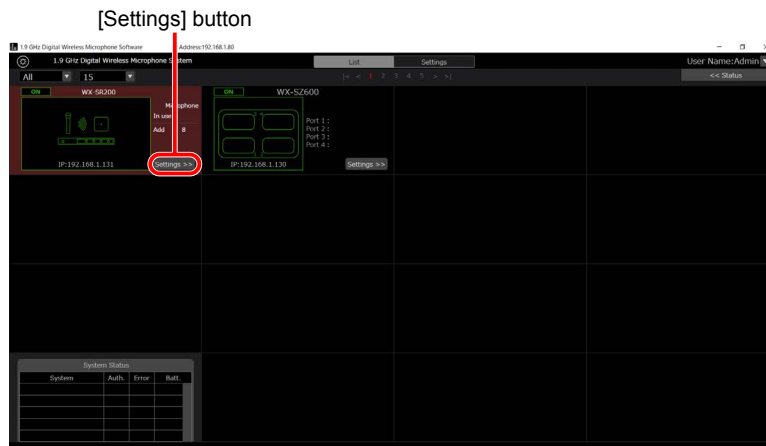 [Settings] button
1.9 GHz Digital Wireless Microphone Software Address:192.168.1.80
1.9 GHz Digital Wireless Microphone System List Settings User Name:Admin
All 15 |< < 1 2 3 4 5 > >| << Status
ON WX-SR200
Microphone
In use
Add 8
IP:192.168.1.131 Settings >>
ON WX-SZ600
Port 1 :
Port 2 :
Port 3 :
Port 4 :
IP:192.168.1.130 Settings >>
System Status
System Auth. Error Batt.